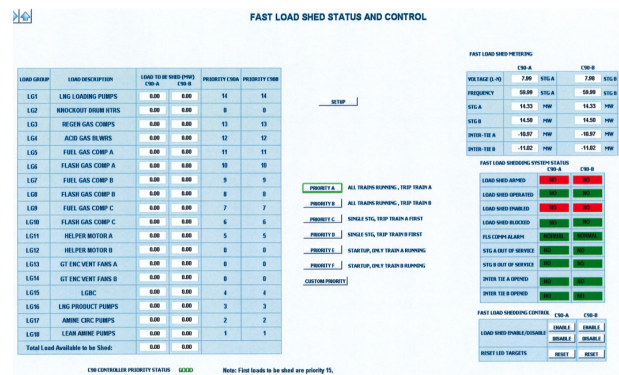 FAST LOAD SHED STATUS AND CONTROL
LOAD GROUP LOAD DESCRIPTION LOAD TO BE SHED (MW) C90-A C90-B PRIORITY C90A PRIORITY C90B
LG1 LNG LOADING PUMPS 0.00 0.00 14 14
LG2 KNOCKOUT DRUM HTRS 0.00 0.00 0 0
LG3 REGEN GAS COMPS 0.00 0.00 13 13
LG4 ACID GAS BLWRS 0.00 0.00 12 12
LG5 FUEL GAS COMP A 0.00 0.00 11 11
LG6 FLASH GAS COMP A 0.00 0.00 10 10
LG7 FUEL GAS COMP B 0.00 0.00 9 9
LG8 FLASH GAS COMP B 0.00 0.00 8 8
LG9 FUEL GAS COMP C 0.00 0.00 7 7
LG10 FLASH GAS COMP C 0.00 0.00 6 6
LG11 HELPER MOTOR A 0.00 0.00 5 5
LG12 HELPER MOTOR B 0.00 0.00 0 0
LG13 GT ENC VENT FANS A 0.00 0.00 0 0
LG14 GT ENC VENT FANS B 0.00 0.00 0 0
LG15 LGBC 0.00 0.00 4 4
LG16 LNG PRODUCT PUMPS 0.00 0.00 3 3
LG17 AMINE CIRC PUMPS 0.00 0.00 2 2
LG18 LEAN AMINE PUMPS 0.00 0.00 1 1
Total Load Available to be Shed: 0.00 0.00
C90 CONTROLLER PRIORITY STATUS GOOD Note: First loads to be shed are priority 15,
SETUP
PRIORITY A ALL TRAINS RUNNING , TRIP TRAIN A
PRIORITY B ALL TRAINS RUNNING , TRIP TRAIN B
PRIORITY C SINGLE STG, TRIP TRAIN A FIRST
PRIORITY D SINGLE STG, TRIP TRAIN B FIRST
PRIORITY E STARTUP, ONLY TRAIN A RUNNING
PRIORITY F STARTUP, ONLY TRAIN B RUNNING
CUSTOM PRIORITY
FAST LOAD SHED METERING
C90-A C90-B
VOLTAGE (L-N) 7.99 STG A 7.98 STG B
FREQUENCY 59.99 STG A 59.99 STG B
STG A 14.33 MW 14.33 MW
STG B 14.58 MW 14.58 MW
INTER-TIE A -10.97 MW -10.97 MW
INTER-TIE B -11.02 MW -11.02 MW
FAST LOAD SHEDDING SYSTEM STATUS
C90-A C90-B
LOAD SHED ARMED NO NO
LOAD SHED OPERATED NO NO
LOAD SHED ENABLED NO NO
LOAD SHED BLOCKED NO NO
FLS COMM ALARM NORMAL NORMAL
STG A OUT OF SERVICE NO NO
STG B OUT OF SERVICE NO NO
INTER TIE A OPENED NO NO
INTER TIE B OPENED NO NO
FAST LOAD SHEDDING CONTROL C90-A C90-B
LOAD SHED ENABLE/DISABLE ENABLE ENABLE
DISABLE DISABLE
RESET LED TARGETS RESET RESET